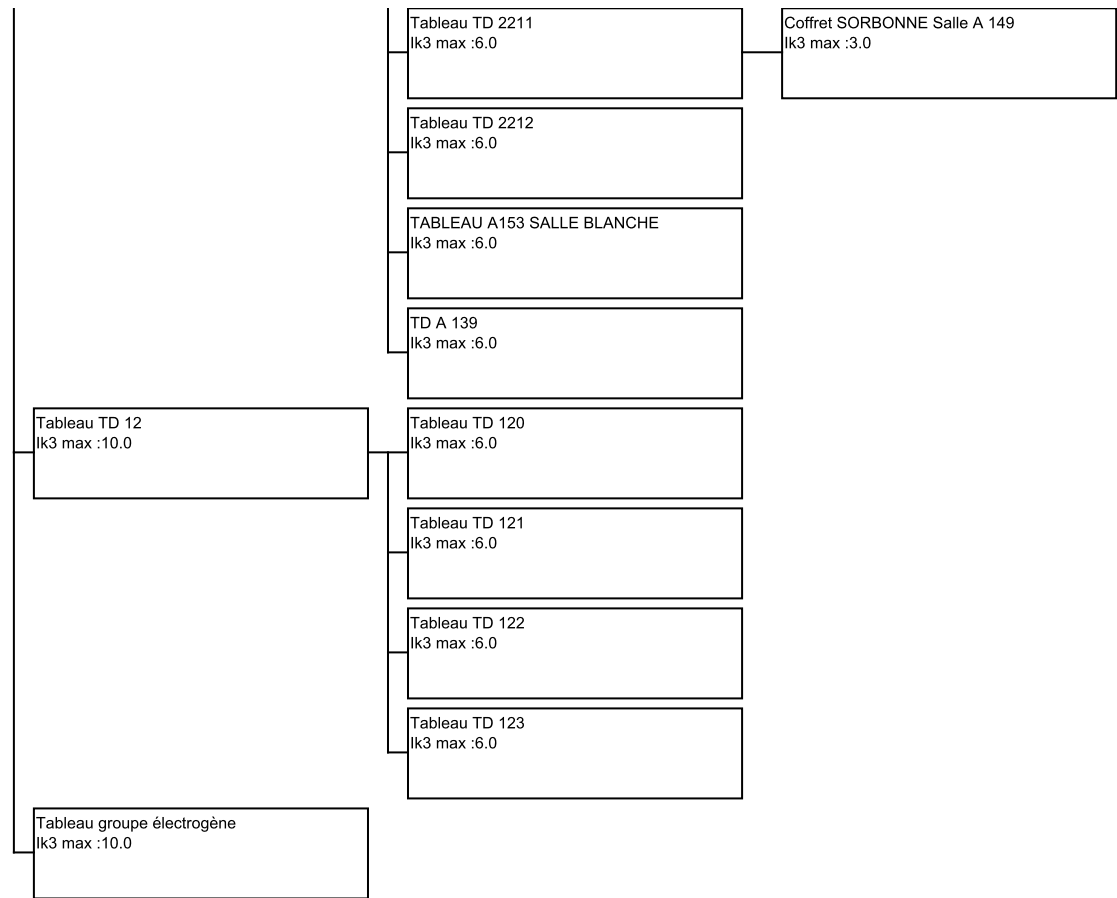 Tableau TD 2211
Ik3 max :6.0
Coffret SORBONNE Salle A 149
Ik3 max :3.0
Tableau TD 2212
Ik3 max :6.0
TABLEAU A153 SALLE BLANCHE
Ik3 max :6.0
TD A 139
Ik3 max :6.0
Tableau TD 12
Ik3 max :10.0
Tableau TD 120
Ik3 max :6.0
Tableau TD 121
Ik3 max :6.0
Tableau TD 122
Ik3 max :6.0
Tableau TD 123
Ik3 max :6.0
Tableau groupe électrogène
Ik3 max :10.0